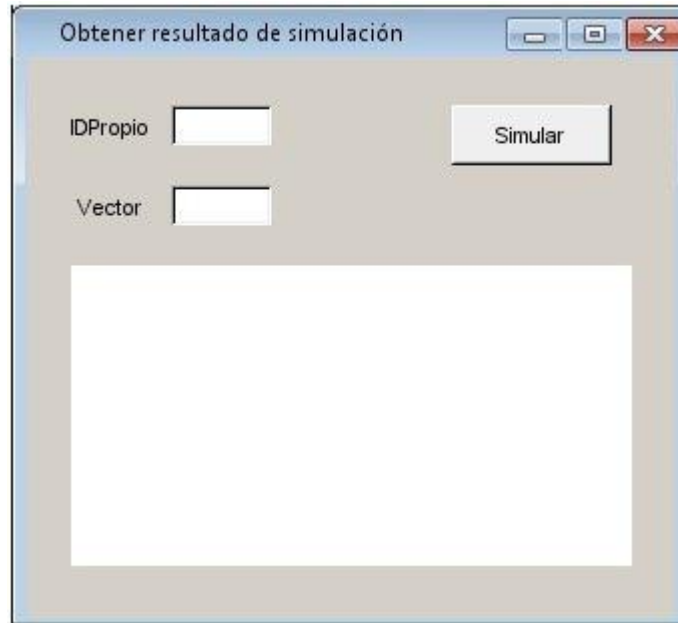 Obtener resultado de simulación
IDPropio
Simular
Vector